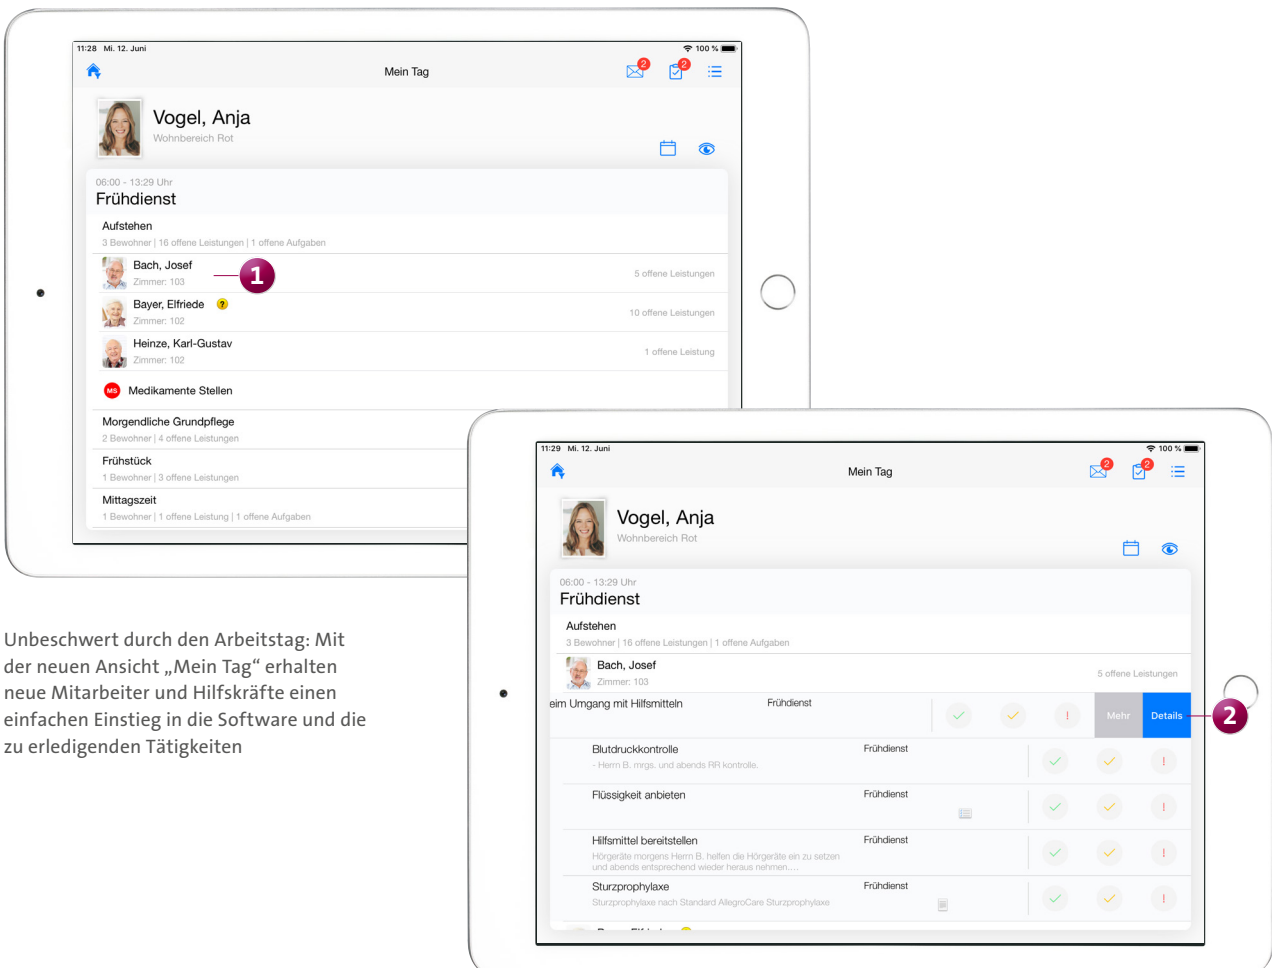 11:28 Mi. 12. Juni
100 %
Mein Tag
2
2
Vogel, Anja
Wohnbereich Rot
06:00 - 13:29 Uhr
Frühdienst
Aufstehen
3 Bewohner | 16 offene Leistungen | 1 offene Aufgaben
Bach, Josef
Zimmer: 103
1
5 offene Leistungen
Bayer, Elfriede ?
Zimmer: 102
10 offene Leistungen
Heinze, Karl-Gustav
Zimmer: 102
1 offene Leistung
MS Medikamente Stellen
Morgendliche Grundpflege
2 Bewohner | 4 offene Leistungen
Frühstück
1 Bewohner | 3 offene Leistungen
Mittagszeit
1 Bewohner | 1 offene Leistung | 1 offene Aufgaben
Unbeschwert durch den Arbeitstag: Mit
der neuen Ansicht „Mein Tag“ erhalten
neue Mitarbeiter und Hilfskräfte einen
einfachen Einstieg in die Software und die
zu erledigenden Tätigkeiten
11:29 Mi. 12. Juni
100 %
Mein Tag
2
2
Vogel, Anja
Wohnbereich Rot
06:00 - 13:29 Uhr
Frühdienst
Aufstehen
3 Bewohner | 16 offene Leistungen | 1 offene Aufgaben
Bach, Josef
Zimmer: 103
5 offene Leistungen
eim Umgang mit Hilfsmitteln Frühdienst ! Mehr Details
2
Blutdruckkontrolle Frühdienst
- Herrn B. mrgs. und abends RR kontrolle. !
Flüssigkeit anbieten Frühdienst
!
Hilfsmittel bereitstellen Frühdienst
Hörgeräte morgens Herrn B. helfen die Hörgeräte ein zu setzen
und abends entsprechend wieder heraus nehmen.... !
Sturzprophylaxe Frühdienst
Sturzprophylaxe nach Standard AllegroCare Sturzprophylaxe !